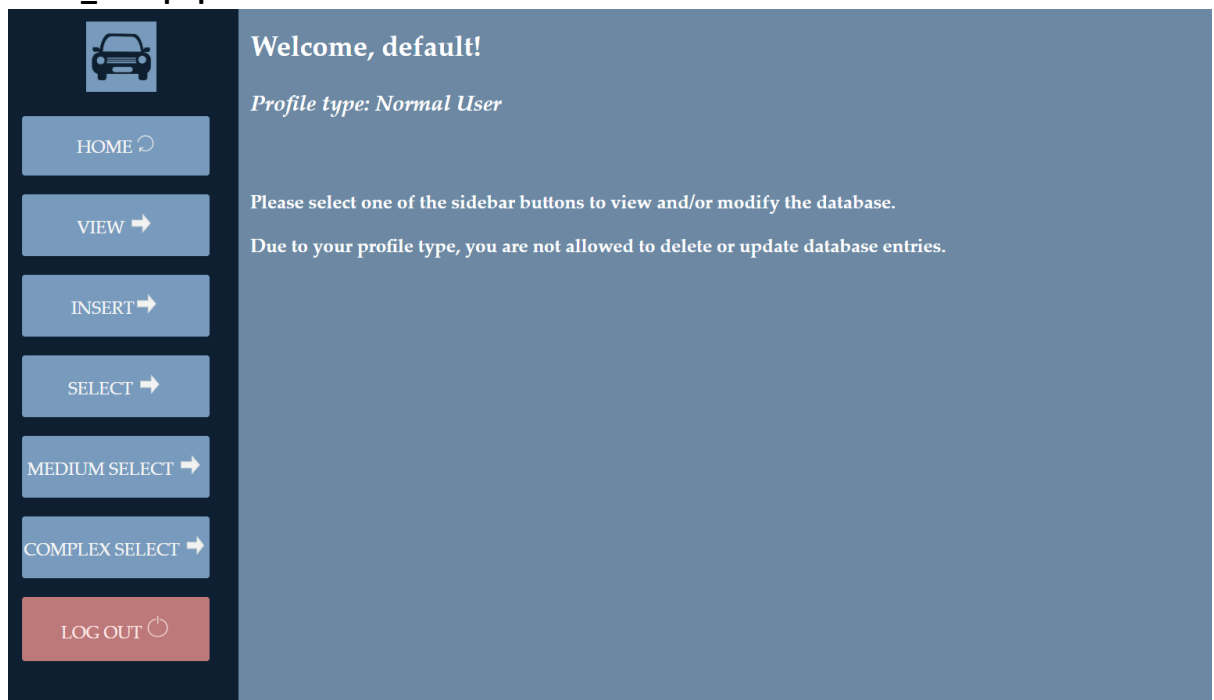 HOME
VIEW
INSERT
SELECT
MEDIUM SELECT
COMPLEX SELECT
LOG OUT
Welcome, default!
Profile type: Normal User
Please select one of the sidebar buttons to view and/or modify the database.
Due to your profile type, you are not allowed to delete or update database entries.